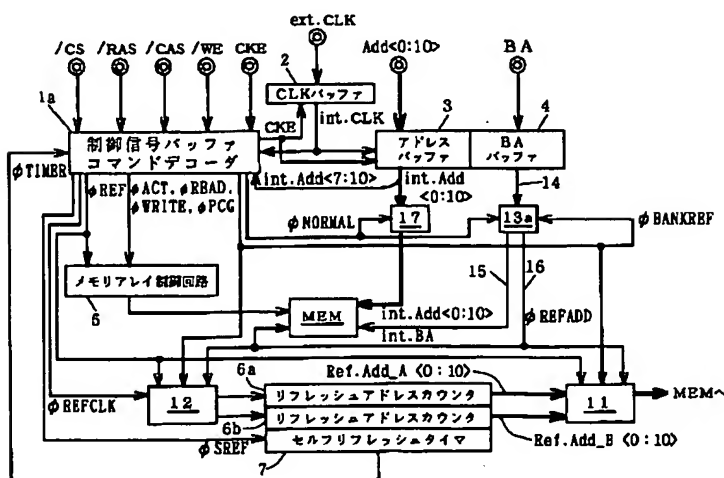 ext.CLK
/CS /RAS /CAS /WE CKE Add<0:10> BA
2 CLKバッファ
int.CLK
3 4
1a
制御信号バッファ
コマンドデコーダ
CKE
アドレス
バッファ
BA
バッファ
φTIMER
int.Add<7:10>
int.Add
<0:10>
14
φREF φACT, φRBAD,
φWRITE, φPCG
φNORMAL
17
13a
φBANKREF
15 16
メモリアレイ制御回路
5
MEM
int.Add<0:10>
int.BA
φREFADD
φREFCLK
12
6a
リフレッシュアドレスカウンタ
Ref.Add_A <0:10>
11
MEMへ
6b
リフレッシュアドレスカウンタ
Ref.Add_B <0:10>
φSREF
セルフリフレッシュタイマ
7